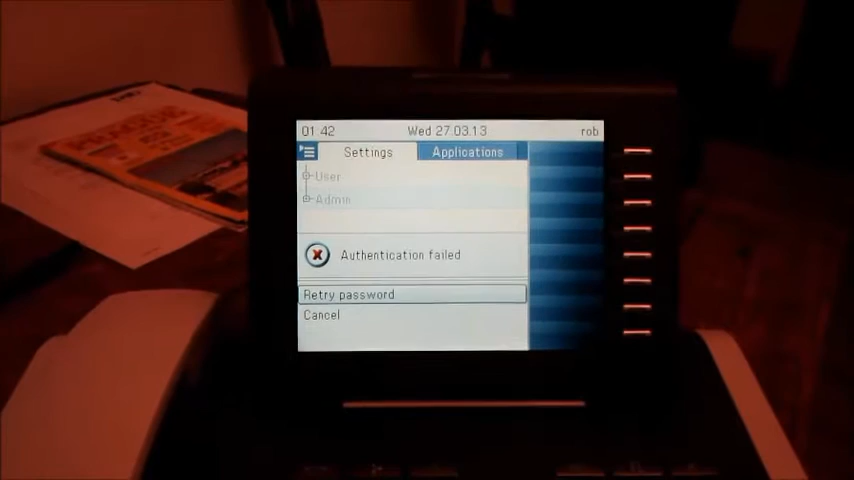 01:42 Wed 27.03.13 rob
Settings Applications
User
Admin
Authentication failed
Retry password
Cancel